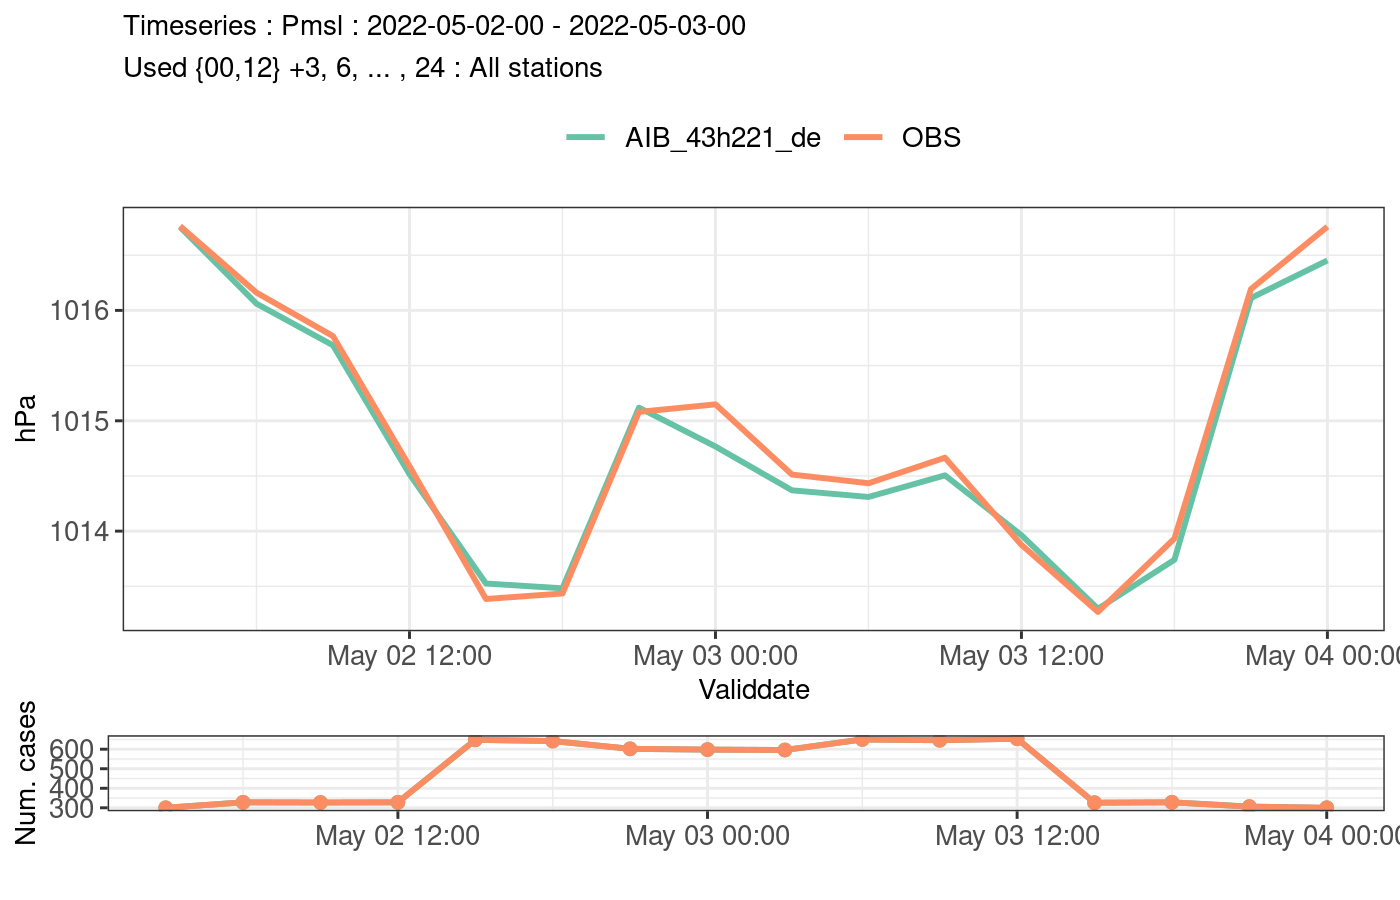 Timeseries : Pmsl : 2022-05-02-00 - 2022-05-03-00
Used {00,12} +3, 6, ... , 24 : All stations
AIB_43h221_de OBS
hPa
1016
1015
1014
May 02 12:00 May 03 00:00 May 03 12:00 May 04 00:00
Validdate
Num. cases
600
500
400
300
May 02 12:00 May 03 00:00 May 03 12:00 May 04 00:00